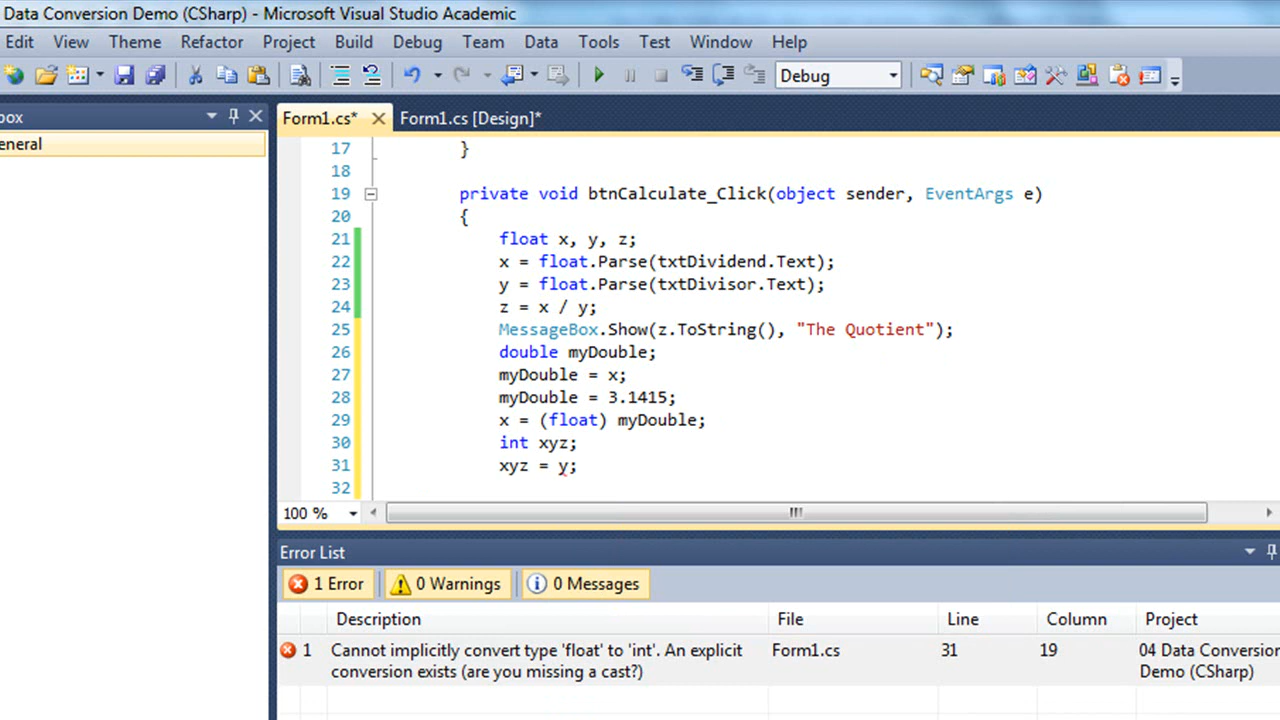 Data Conversion Demo (CSharp) - Microsoft Visual Studio Academic
Edit View Theme Refactor Project Build Debug Team Data Tools Test Window Help
Debug
ox
Form1.cs* Form1.cs [Design]*
eneral
17 }
18
19 private void btnCalculate_Click(object sender, EventArgs e)
20 {
21 float x, y, z;
22 x = float.Parse(txtDividend.Text);
23 y = float.Parse(txtDivisor.Text);
24 z = x / y;
25 MessageBox.Show(z.ToString(), "The Quotient");
26 double myDouble;
27 myDouble = x;
28 myDouble = 3.1415;
29 x = (float) myDouble;
30 int xyz;
31 xyz = y;
32
100 %
Error List
1 Error 0 Warnings 0 Messages
Description File Line Column Project
1 Cannot implicitly convert type 'float' to 'int'. An explicit Form1.cs 31 19 04 Data Conversion
conversion exists (are you missing a cast?) Demo (CSharp)